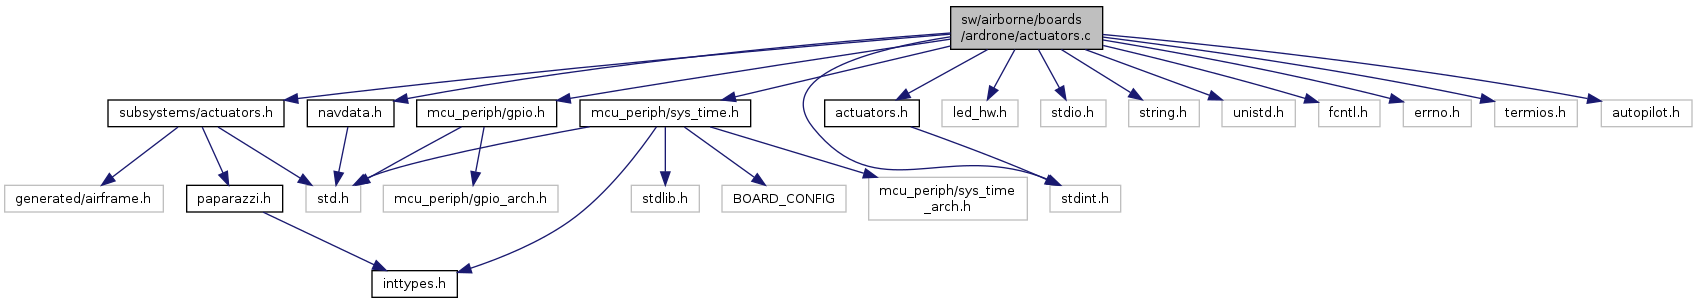 sw/airborne/boards
/ardrone/actuators.c
subsystems/actuators.h
navdata.h
mcu_periph/gpio.h
mcu_periph/sys_time.h
actuators.h
led_hw.h
stdio.h
string.h
unistd.h
fcntl.h
errno.h
termios.h
autopilot.h
generated/airframe.h
paparazzi.h
std.h
mcu_periph/gpio_arch.h
stdlib.h
BOARD_CONFIG
mcu_periph/sys_time
_arch.h
stdint.h
inttypes.h